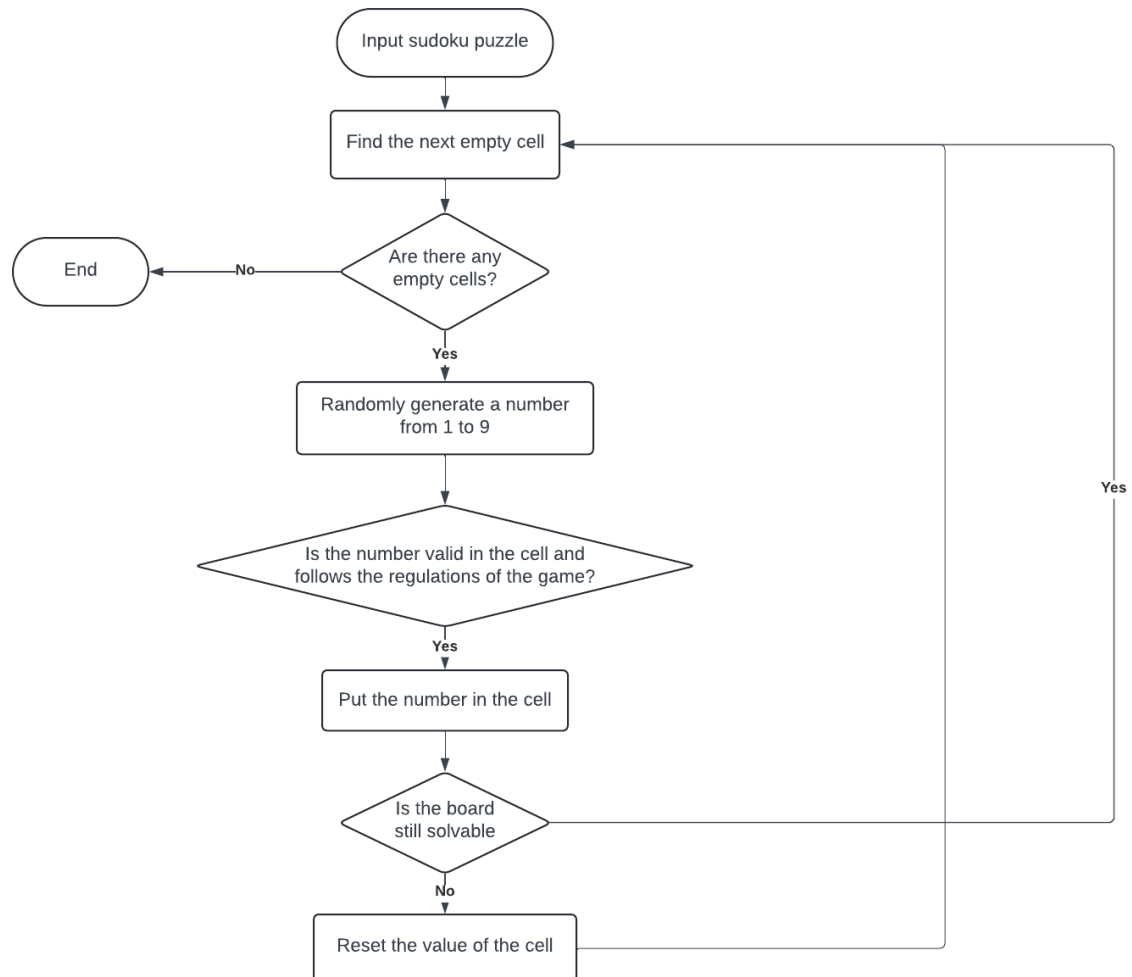 Input sudoku puzzle
Find the next empty cell
Are there any
empty cells?
End
No
Yes
Randomly generate a number
from 1 to 9
Yes
Is the number valid in the cell and
follows the regulations of the game?
Yes
Put the number in the cell
Is the board
still solvable
No
Reset the value of the cell